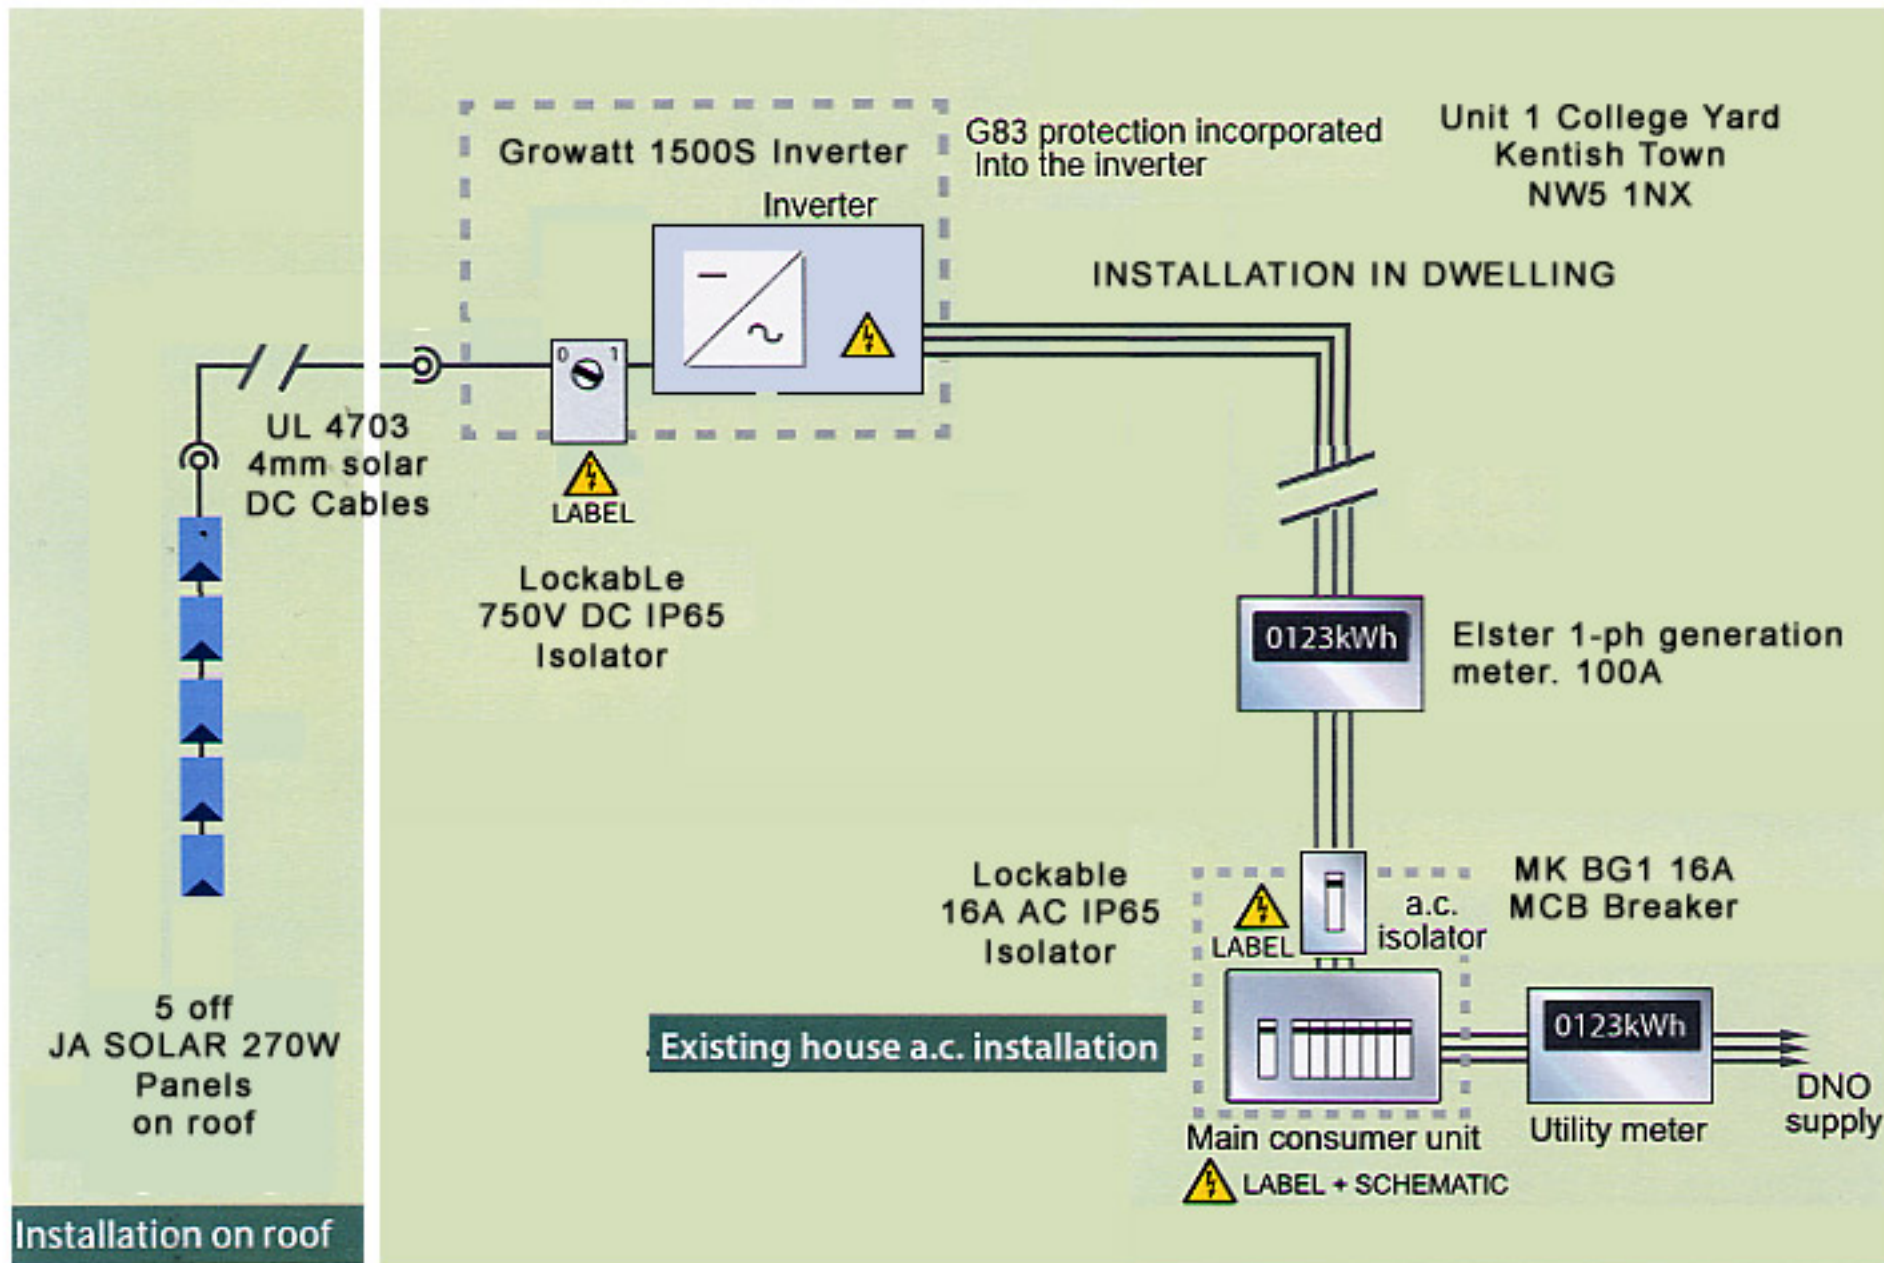 Growatt 1500S Inverter
Inverter
G83 protection incorporated
Into the inverter
Unit 1 College Yard
Kentish Town
NW5 1NX
INSTALLATION IN DWELLING
0 1
UL 4703
4mm solar
DC Cables
LABEL
LockabLe
750V DC IP65
Isolator
0123kWh
Elster 1-ph generation
meter. 100A
Lockable
16A AC IP65
Isolator
LABEL
a.c.
isolator
MK BG1 16A
MCB Breaker
5 off
JA SOLAR 270W
Panels
on roof
Existing house a.c. installation
0123kWh
DNO
supply
Main consumer unit
Utility meter
LABEL + SCHEMATIC
Installation on roof